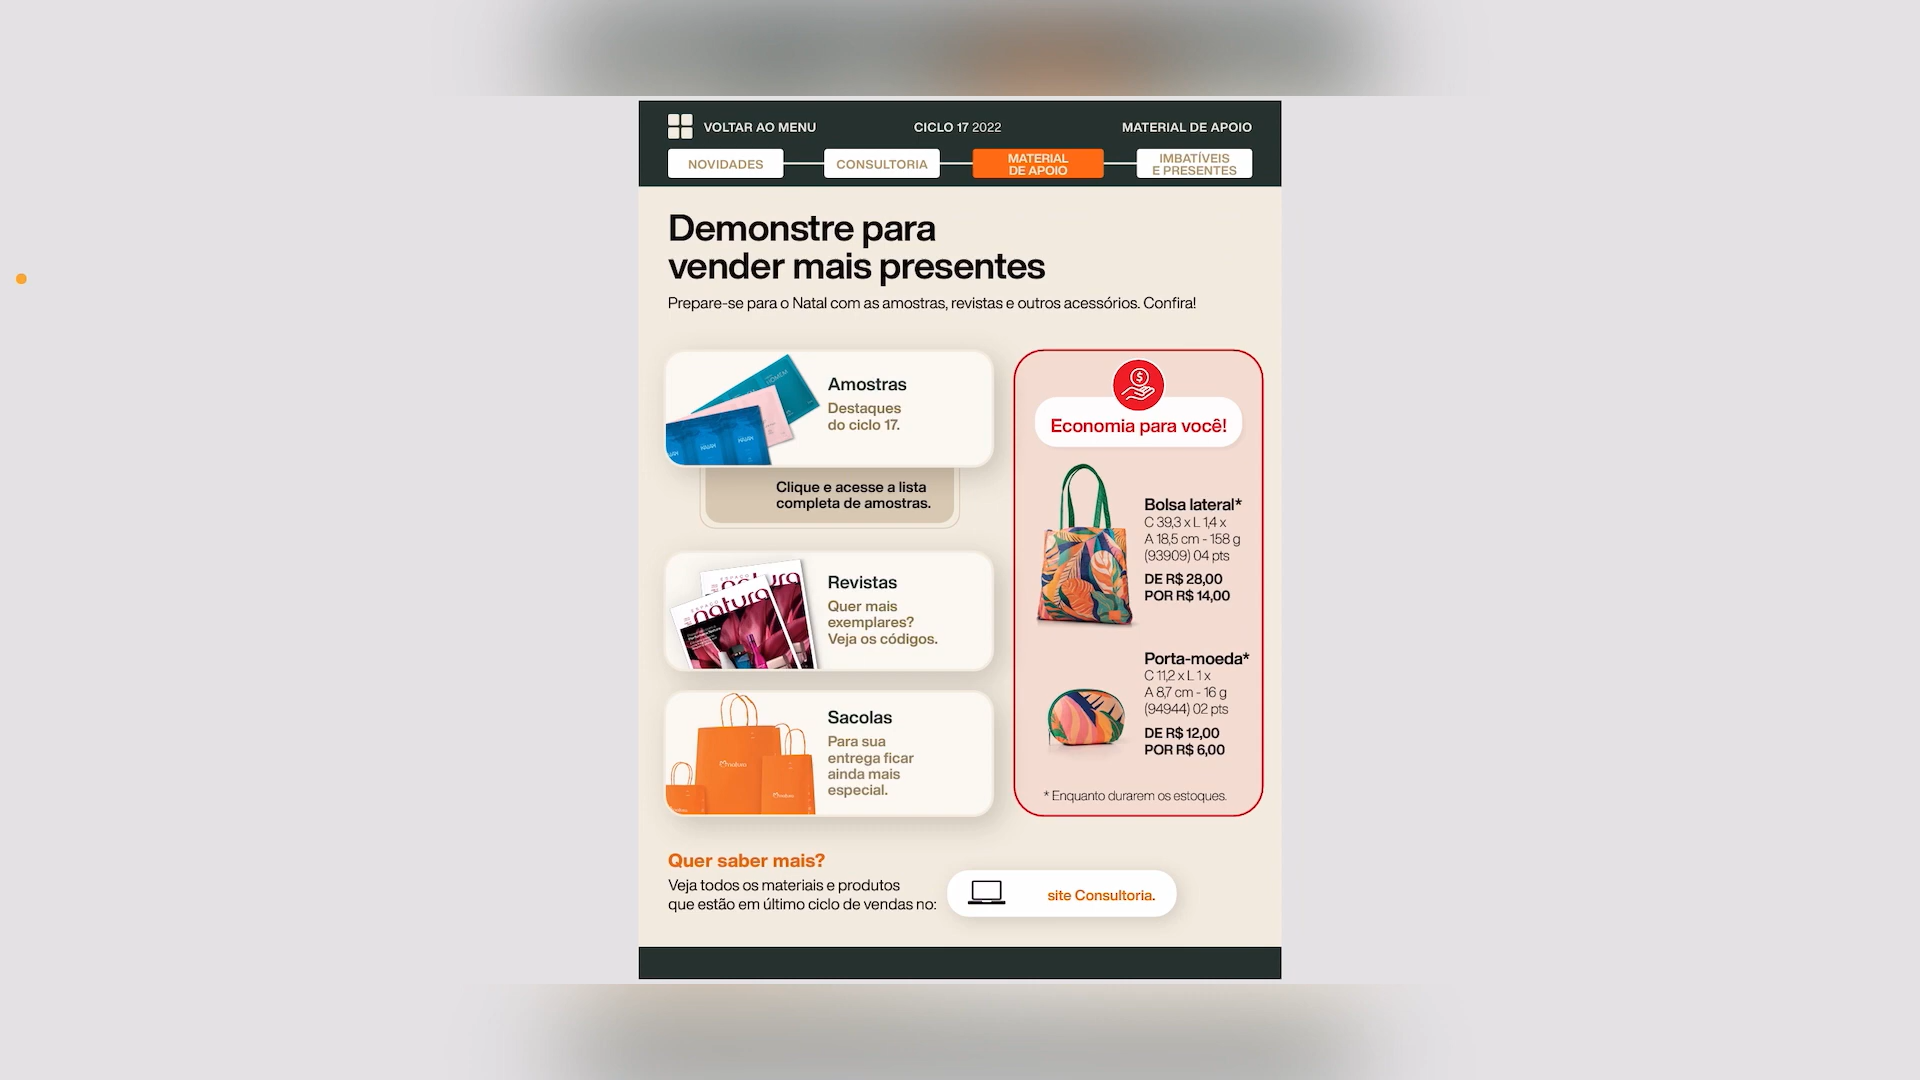 VOLTAR AO MENU
CICLO 17 2022
MATERIAL DE APOIO
NOVIDADES
CONSULTORIA
MATERIAL
DE APOIO
IMBATÍVEIS
E PRESENTES
Demonstre para
vender mais presentes
Prepare-se para o Natal com as amostras, revistas e outros acessórios. Confira!
Amostras
Destaques
do ciclo 17.
Clique e acesse a lista
completa de amostras.
ESPAÇO
natura
Revistas
Quer mais
exemplares?
Veja os códigos.
natura
natura
Sacolas
Para sua
entrega ficar
ainda mais
especial.
Economia para você!
Bolsa lateral*
C 39,3 x L 1,4 x
A 18,5 cm - 158 g
(93909) 04 pts
DE R$ 28,00
POR R$ 14,00
Porta-moeda*
C 11,2 x L 1 x
A 8,7 cm - 16 g
(94944) 02 pts
DE R$ 12,00
POR R$ 6,00
* Enquanto durarem os estoques.
Quer saber mais?
Veja todos os materiais e produtos
que estão em último ciclo de vendas no:
site Consultoria.